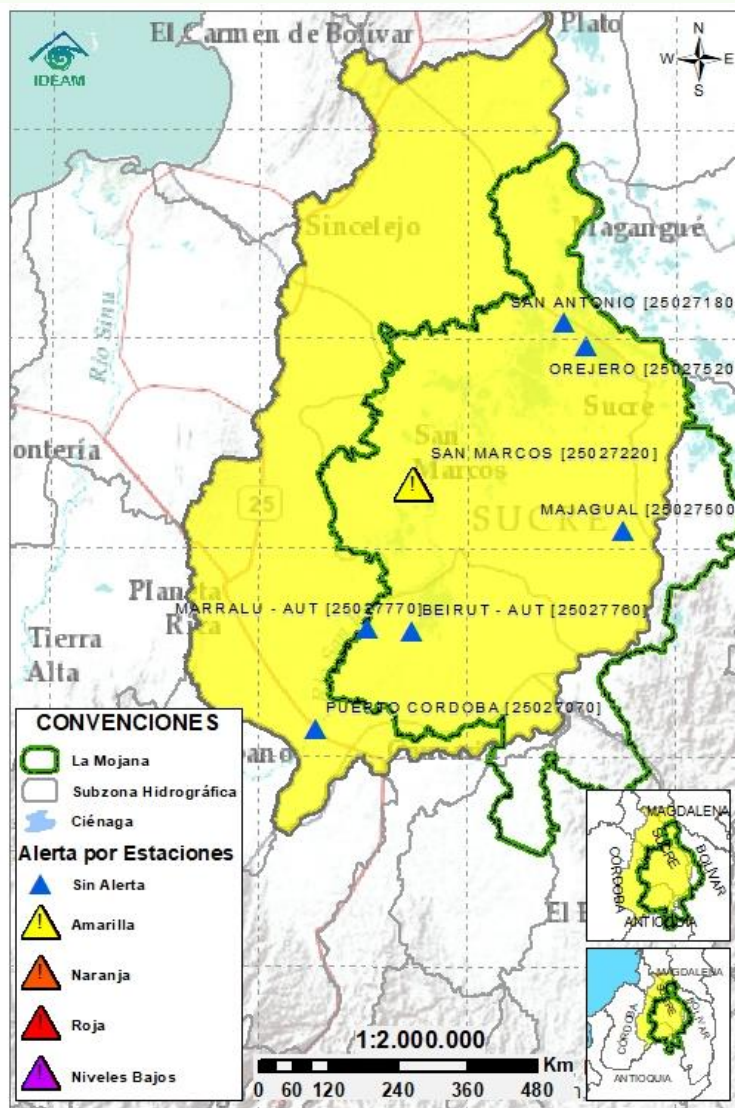 El Carmen de Bolívar
Plato
IDEAM
N
W
E
S
Sincelejo
Magangué
Río Sinú
SAN ANTONIO [25027180
OREJERO [25027520
Sucre
ontería
San
Marcos
SAN MARCOS [25027220]
25
MAJAGUAL [25027500
SUCRE
Planeta
Rica
MARRALU - AUT [25027770]
BEIRUT - AUT [25027760]
Tierra
Alta
PUERTO CORDOBA [25027070]
CONVENCIONES
La Mojana
Subzona Hidrográfica
Ciénaga
Alerta por Estaciones
Sin Alerta
Amarilla
Naranja
Roja
Niveles Bajos
MAGDALENA
SUCRE
BOLÍVAR
CÓRDOBA
ANTIOQUIA
El B
MAGDALENA
BOLÍVAR
CÓRDOBA
ANTIOQUIA
1:2.000.000
Km
0 60 120 240 360 480